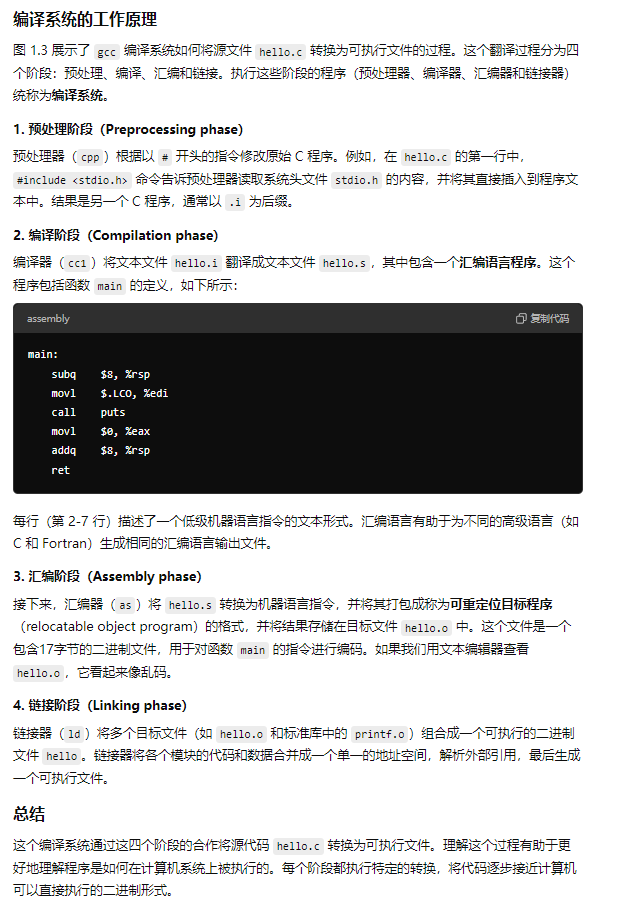 编译系统的工作原理
图 1.3 展示了 gcc 编译系统如何将源文件 hello.c 转换为可执行文件的过程。这个翻译过程分为四
个阶段：预处理、编译、汇编和链接。执行这些阶段的程序（预处理器、编译器、汇编器和链接器）
统称为编译系统。
1. 预处理阶段（Preprocessing phase）
预处理器（ cpp ）根据以 # 开头的指令修改原始 C 程序。例如，在 hello.c 的第一行中，
#include <stdio.h> 命令告诉预处理器读取系统头文件 stdio.h 的内容，并将其直接插入到程序文
本中。结果是另一个 C 程序，通常以 .i 为后缀。
2. 编译阶段（Compilation phase）
编译器（ cc1 ）将文本文件 hello.i 翻译成文本文件 hello.s ，其中包含一个汇编语言程序。这个
程序包括函数 main 的定义，如下所示：
assembly 复制代码
main:
subq $8, %rsp
movl $.LCO, %edi
call puts
movl $0, %eax
addq $8, %rsp
ret
每行（第 2-7 行）描述了一个低级机器语言指令的文本形式。汇编语言有助于为不同的高级语言（如
C 和 Fortran）生成相同的汇编语言输出文件。
3. 汇编阶段（Assembly phase）
接下来，汇编器（ as ）将 hello.s 转换为机器语言指令，并将其打包成称为可重定位目标程序
（relocatable object program）的格式，并将结果存储在目标文件 hello.o 中。这个文件是一个
包含17字节的二进制文件，用于对函数 main 的指令进行编码。如果我们用文本编辑器查看
hello.o ，它看起来像乱码。
4. 链接阶段（Linking phase）
链接器（ ld ）将多个目标文件（如 hello.o 和标准库中的 printf.o ）组合成一个可执行的二进制
文件 hello 。链接器将各个模块的代码和数据合并成一个单一的地址空间，解析外部引用，最后生成
一个可执行文件。
总结
这个编译系统通过这四个阶段的合作将源代码 hello.c 转换为可执行文件。理解这个过程有助于更
好地理解程序是如何在计算机系统上被执行的。每个阶段都执行特定的转换，将代码逐步接近计算机
可以直接执行的二进制形式。